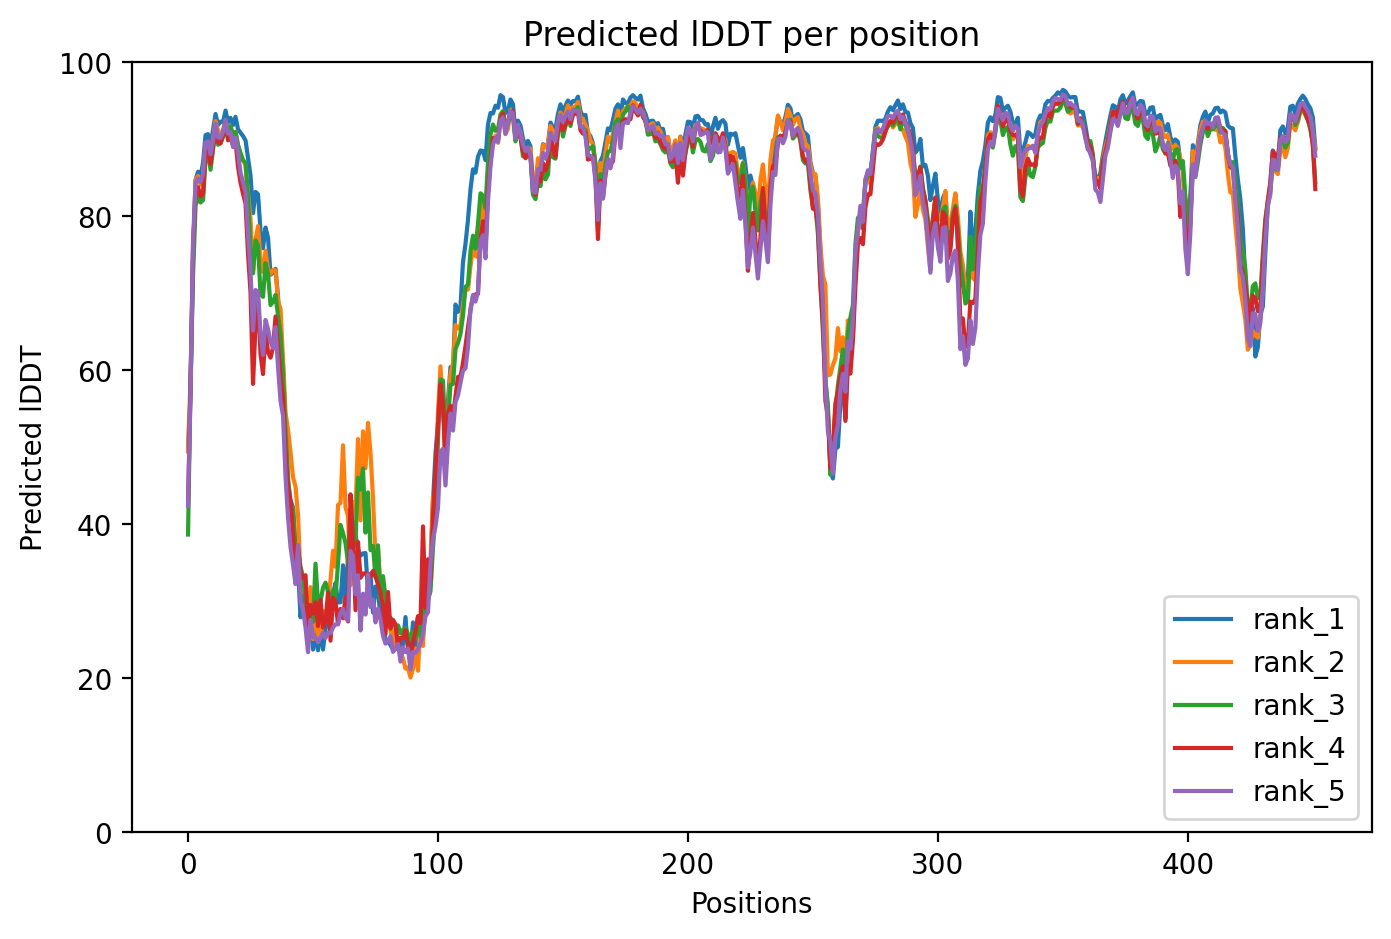 Predicted lDDT per position
100
80
60
40
20
0
Predicted lDDT
0 100 200 300 400
Positions
rank_1
rank_2
rank_3
rank_4
rank_5